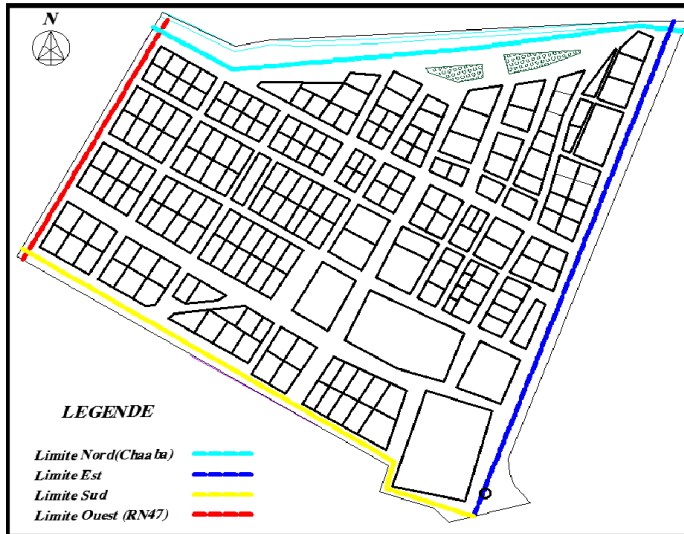 N
LEGENDE
Limite Nord(Chaaba)
Limite Est
Limite Sud
Limite Ouest (RN47)